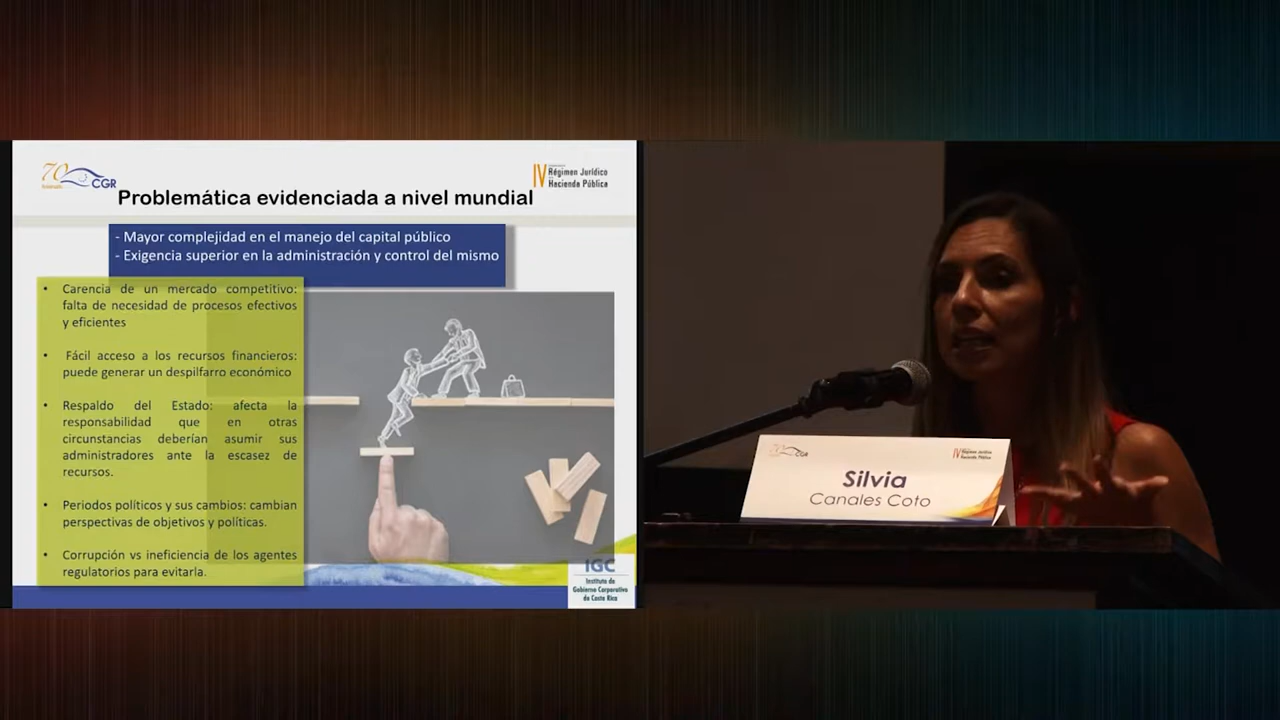 70
CGR
IV Régimen Jurídico
Hacienda Pública
Problemática evidenciada a nivel mundial
- Mayor complejidad en el manejo del capital público
- Exigencia superior en la administración y control del mismo
• Carencia de un mercado competitivo:
falta de necesidad de procesos efectivos
y eficientes
• Fácil acceso a los recursos financieros:
puede generar un despilfarro económico
• Respaldo del Estado: afecta la
responsabilidad que en otras
circunstancias deberían asumir sus
administradores ante la escasez de
recursos.
• Periodos políticos y sus cambios: cambian
perspectivas de objetivos y políticas.
• Corrupción vs ineficiencia de los agentes
regulatorios para evitarla.
IGC
Instituto de
Gobierno Corporativo
de Costa Rica
70 CGR
IV Régimen Jurídico
Hacienda Pública
Silvia
Canales Coto